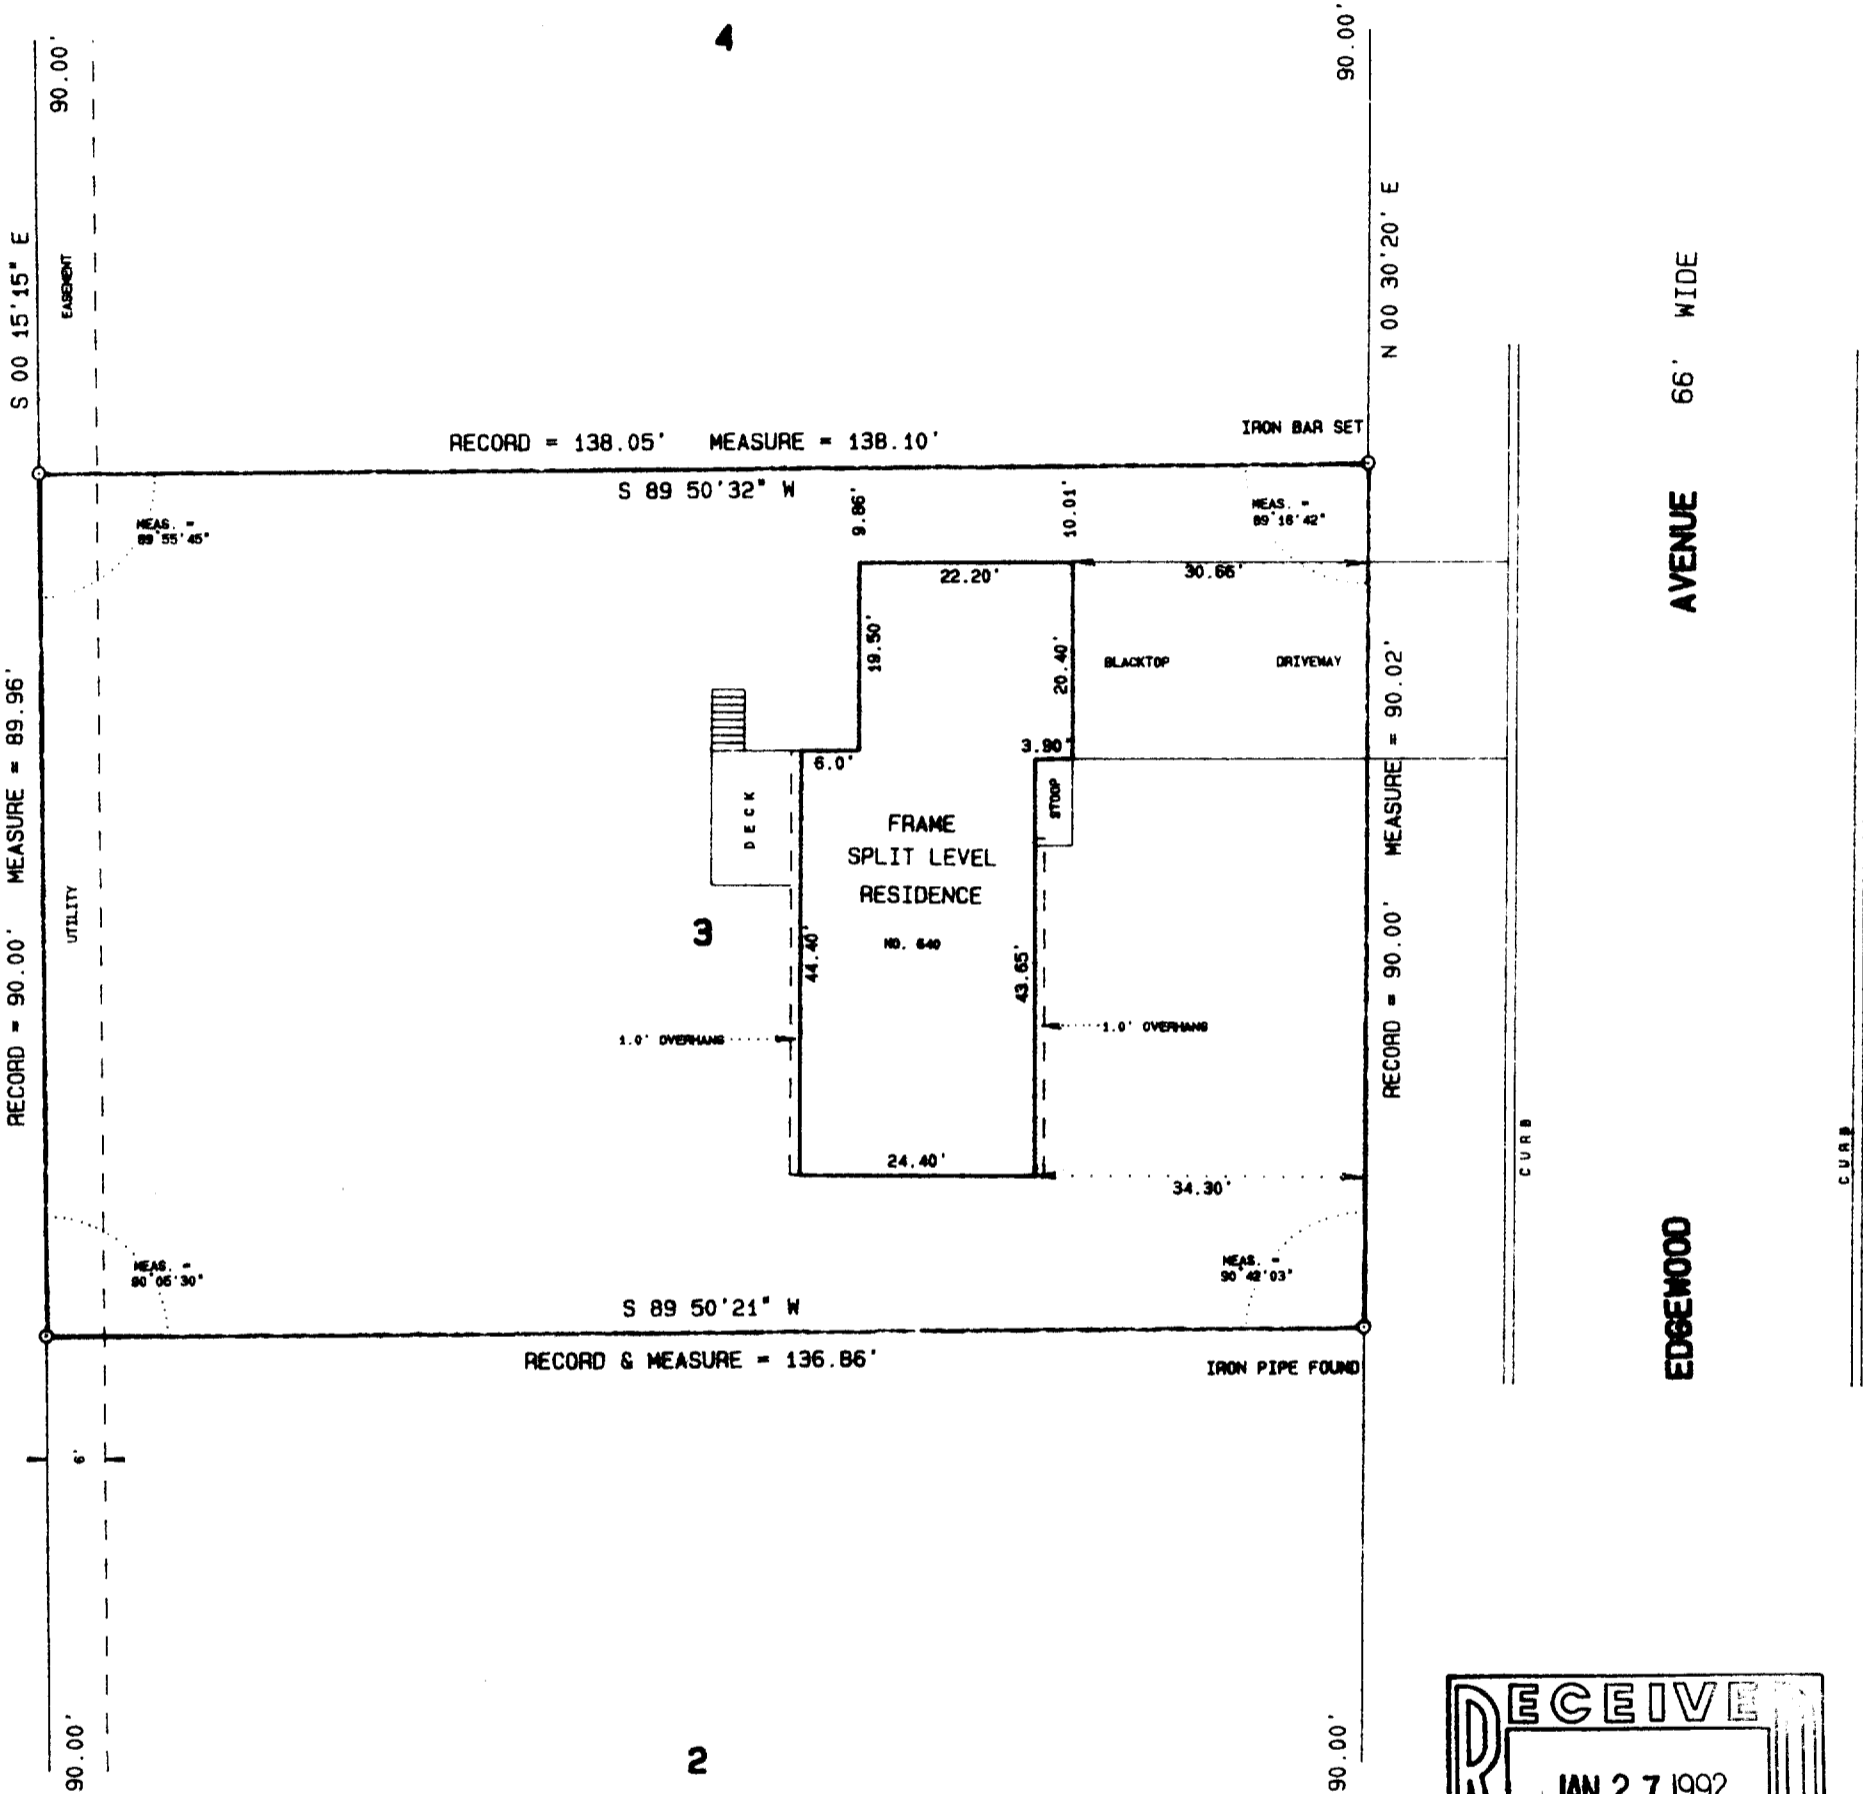 4
90.00'
90.00'
S 00 15'15" E
EASEMENT
N 00 30'20' E
66' WIDE
AVENUE
IRON BAR SET
RECORD = 138.05' MEASURE = 138.10'
S 89 50'32" W
9.86'
10.01'
MEAS. =
89°55'45"
MEAS. =
89°16'42"
22.20'
30.66'
19.50'
20.40'
BLACKTOP DRIVEWAY
RECORD = 90.00' MEASURE = 89.96'
RECORD = 90.00' MEASURE = 90.02'
3.90'
6.0'
STOOP
DECK
FRAME
SPLIT LEVEL
RESIDENCE
NO. 640
UTILITY
3
44.40'
43.65'
1.0' OVERHANG
1.0' OVERHANG
24.40'
34.30'
CURB
CURB
EDGEWOOD
MEAS. =
90°05'30"
MEAS. =
90°42'03"
S 89 50'21" W
RECORD & MEASURE = 136.86'
IRON PIPE FOUND
6'
90.00'
2
90.00'
RECEIVED
JAN 27 1992